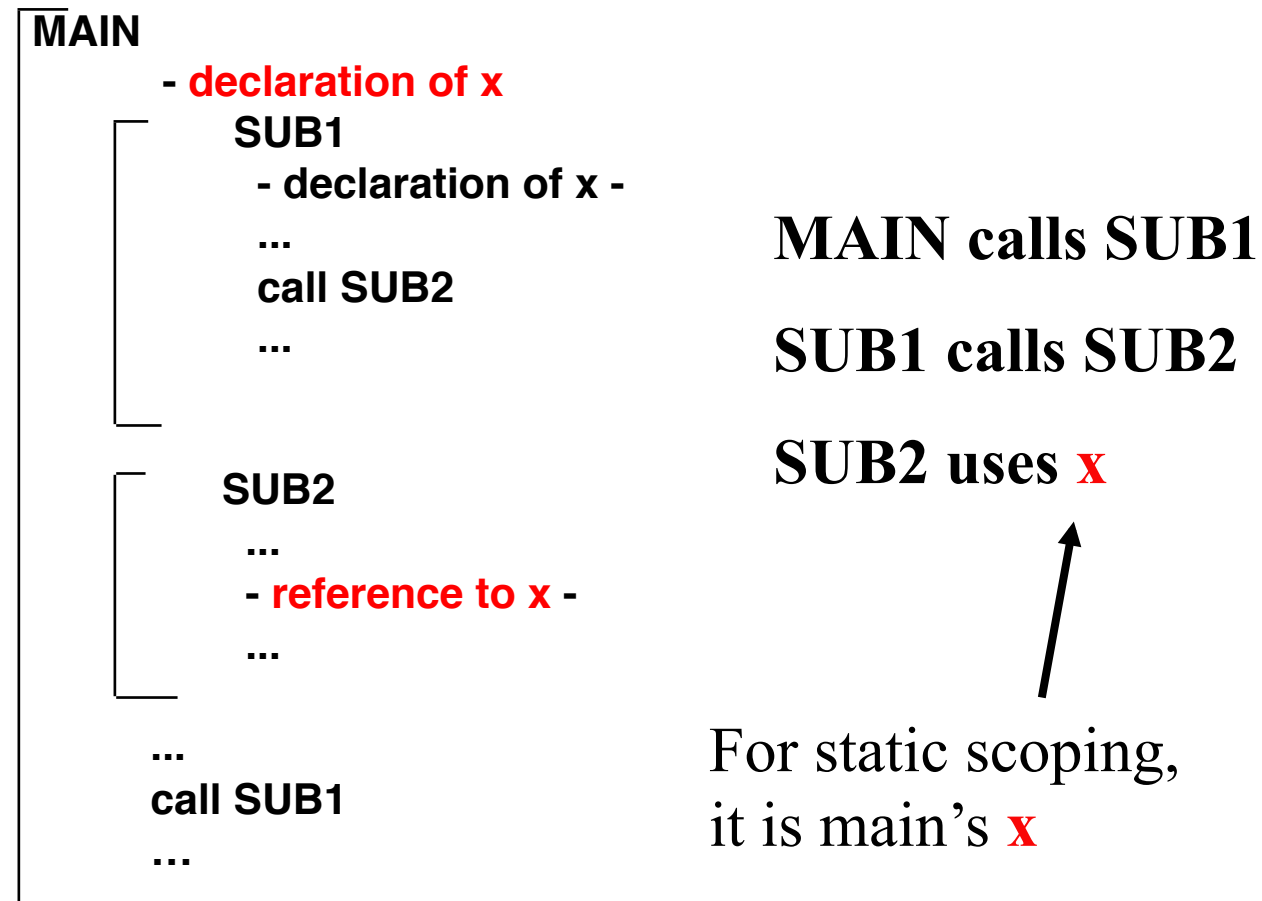 MAIN
- declaration of x
SUB1
- declaration of x -
...
call SUB2
...
SUB2
...
- reference to x -
...
...
call SUB1
...
MAIN calls SUB1
SUB1 calls SUB2
SUB2 uses x
For static scoping,
it is main’s x